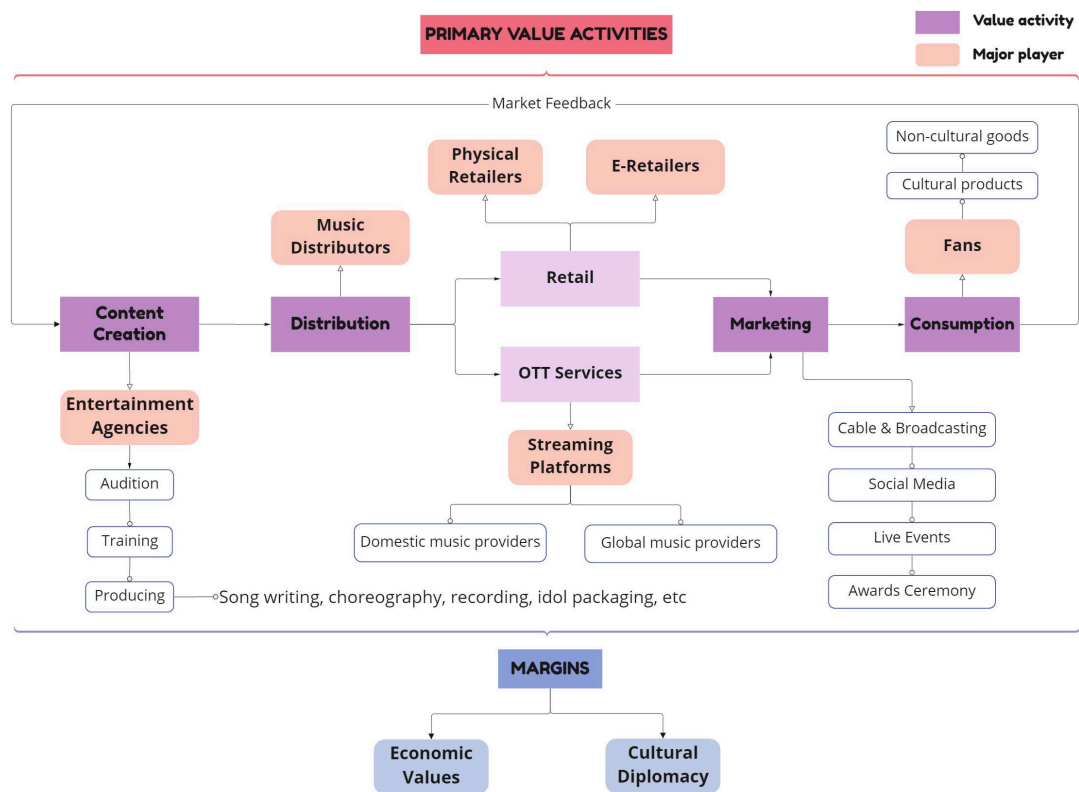 PRIMARY VALUE ACTIVITIES
Value activity
Major player
Market Feedback
Non-cultural goods
Cultural products
Physical
Retailers
E-Retailers
Music
Distributors
Fans
Retail
Content
Creation
Distribution
Marketing
Consumption
OTT Services
Entertainment
Agencies
Streaming
Platforms
Cable & Broadcasting
Audition
Social Media
Training
Domestic music providers
Global music providers
Live Events
Producing
Song writing, choreography, recording, idol packaging, etc
Awards Ceremony
MARGINS
Economic
Values
Cultural
Diplomacy